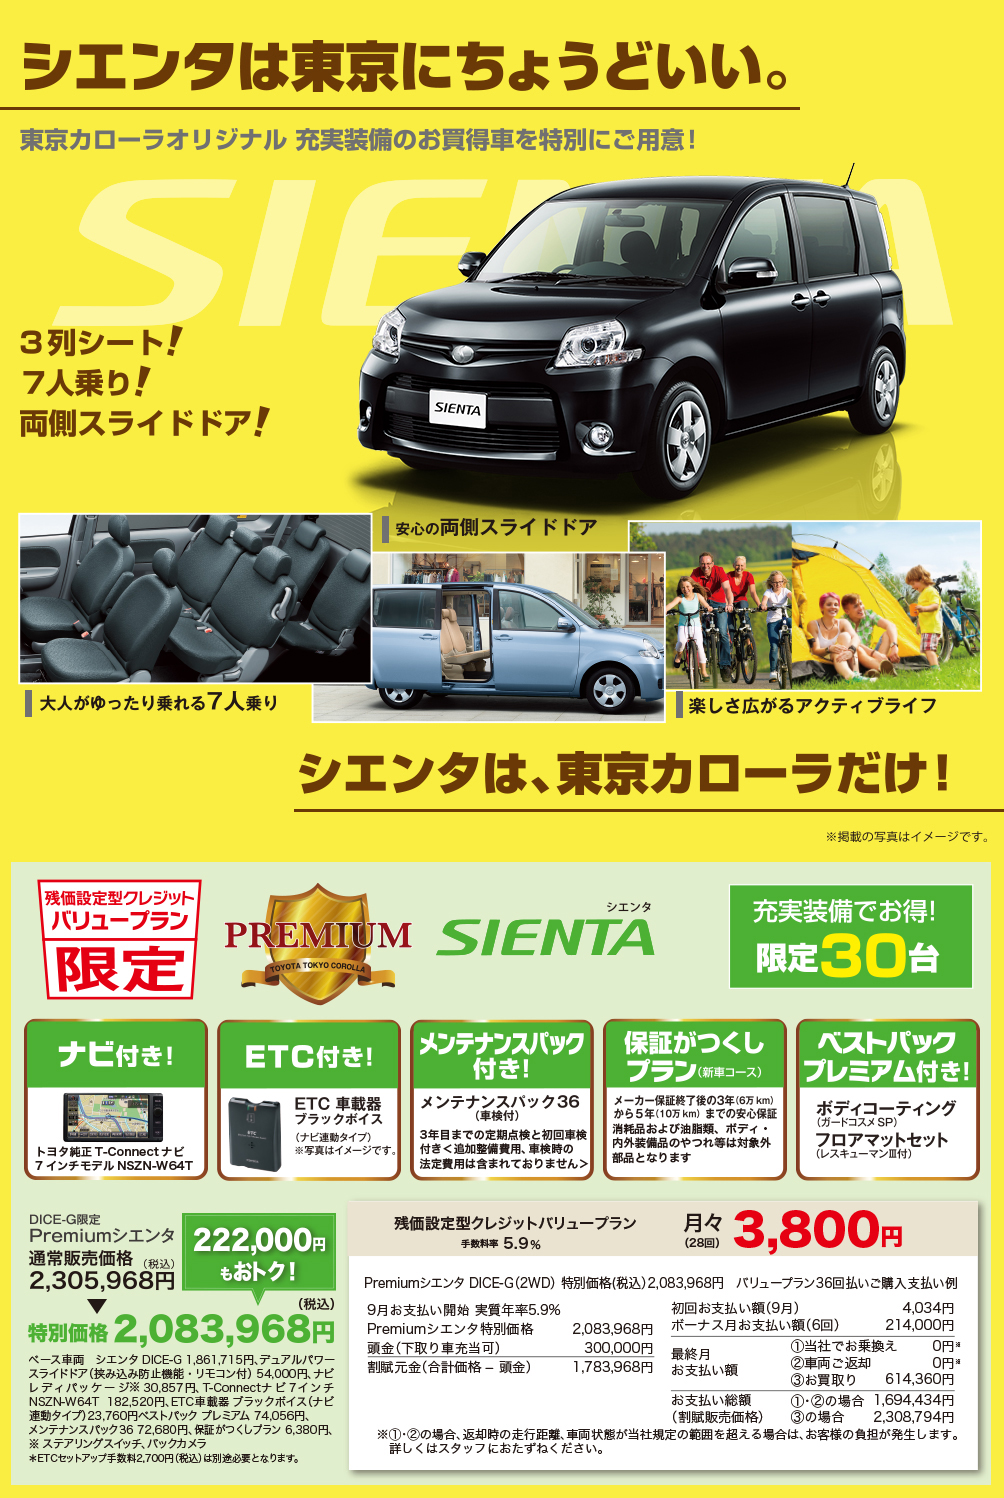 シエンタは東京にちょうどいい。
東京カローラオリジナル 充実装備のお買得車を特別にご用意！
SIENTA
3列シート！
7人乗り！
両側スライドドア！
SIENTA
安心の両側スライドドア
大人がゆったり乗れる7人乗り
楽しさ広がるアクティブライフ
シエンタは、東京カローラだけ！
※掲載の写真はイメージです。
残価設定型クレジット
バリュープラン
限定
PREMIUM
TOYOTA TOKYO COROLLA
シエンタ
SIENTA
充実装備でお得！
限定30台
ナビ付き！
トヨタ純正T-Connectナビ
7インチモデルNSZN-W64T
ETC付き！
ETC
ETC 車載器
ブラックボイス
（ナビ連動タイプ）
※写真はイメージです。
メンテナンスパック
付き！
メンテナンスパック36
（車検付）
3年目までの定期点検と初回車検
付き＜追加整備費用、車検時の
法定費用は含まれておりません＞
保証がつくし
プラン（新車コース）
メーカー保証終了後の3年（6万km）
から5年（10万km）までの安心保証
消耗品および油脂類、ボディ・
内外装備品のやつれ等は対象外
部品となります
ベストパック
プレミアム付き！
ボディコーティング
（ガードコスメSP）
フロアマットセット
（レスキューマンⅢ付）
DICE-G限定
Premiumシエンタ
通常販売価格（税込）
2,305,968円
222,000円
もおトク！
（税込）
特別価格 2,083,968円
ベース車両　シエンタ DICE-G 1,861,715円、デュアルパワー
スライドドア（挟み込み防止機能・リモコン付）54,000円、ナビ
レディパッケージ※30,857円、T-Connectナビ7インチ
NSZN-W64T 182,520円、ETC車載器 ブラックボイス（ナビ
連動タイプ）23,760円ベストパック プレミアム 74,056円、
メンテナンスパック36 72,680円、保証がつくしプラン 6,380円、
※ ステアリングスイッチ、バックカメラ
＊ETCセットアップ手数料2,700円（税込）は別途必要となります。
残価設定型クレジットバリュープラン
手数料率 5.9％
月々
（28回）
3,800円
Premiumシエンタ DICE-G（2WD） 特別価格（税込）2,083,968円　バリュープラン36回払いご購入支払い例
9月お支払い開始 実質年率5.9%
Premiumシエンタ特別価格 2,083,968円
頭金（下取り車充当可） 300,000円
割賦元金（合計価格 − 頭金） 1,783,968円
初回お支払い額（9月） 4,034円
ボーナス月お支払い額（6回） 214,000円
最終月
お支払い額
①当社でお乗換え 0円※
②車両ご返却 0円※
③お買取り 614,360円
お支払い総額
（割賦販売価格）
①・②の場合 1,694,434円
③の場合 2,308,794円
※①・②の場合、返却時の走行距離、車両状態が当社規定の範囲を超える場合は、お客様の負担が発生します。
詳しくはスタッフにおたずねください。